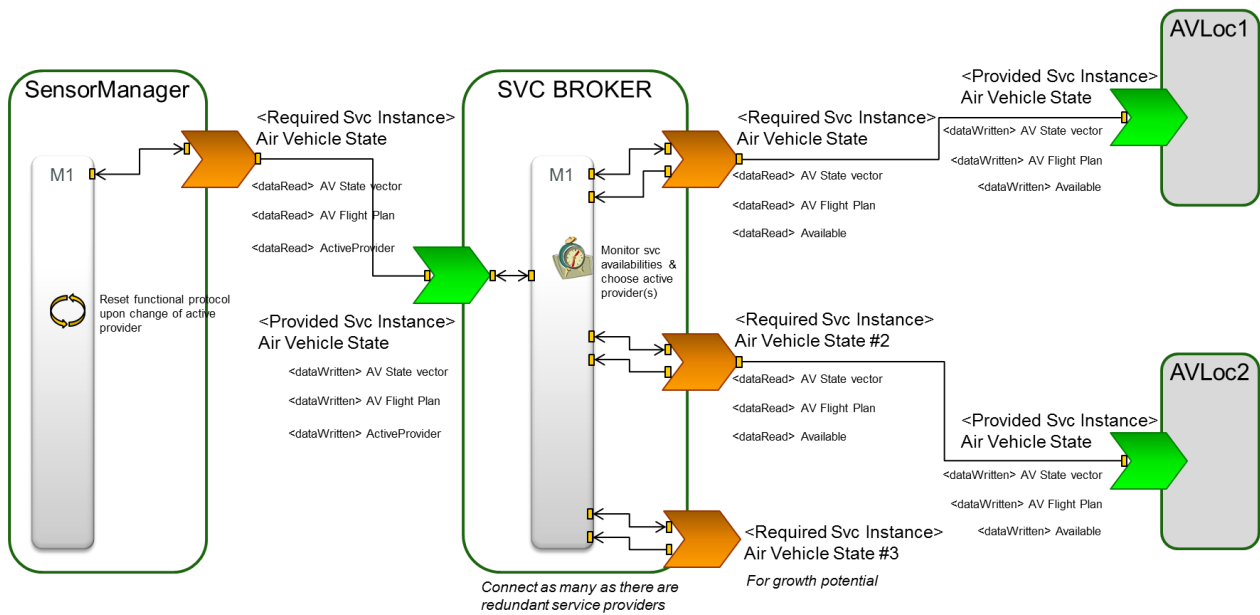 SensorManager
M1
Reset functional protocol
upon change of active
provider
<Required Svc Instance>
Air Vehicle State
<dataRead> AV State vector
<dataRead> AV Flight Plan
<dataRead> ActiveProvider
<Provided Svc Instance>
Air Vehicle State
<dataWritten> AV State vector
<dataWritten> AV Flight Plan
<dataWritten> ActiveProvider
SVC BROKER
M1
Monitor svc
availabilities &
choose active
provider(s)
Connect as many as there are
redundant service providers
<Required Svc Instance>
Air Vehicle State
<dataRead> AV State vector
<dataRead> AV Flight Plan
<dataRead> Available
<Required Svc Instance>
Air Vehicle State #2
<dataRead> AV State vector
<dataRead> AV Flight Plan
<dataRead> Available
<Required Svc Instance>
Air Vehicle State #3
For growth potential
AVLoc1
<Provided Svc Instance>
Air Vehicle State
<dataWritten> AV State vector
<dataWritten> AV Flight Plan
<dataWritten> Available
AVLoc2
<Provided Svc Instance>
Air Vehicle State
<dataWritten> AV State vector
<dataWritten> AV Flight Plan
<dataWritten> Available